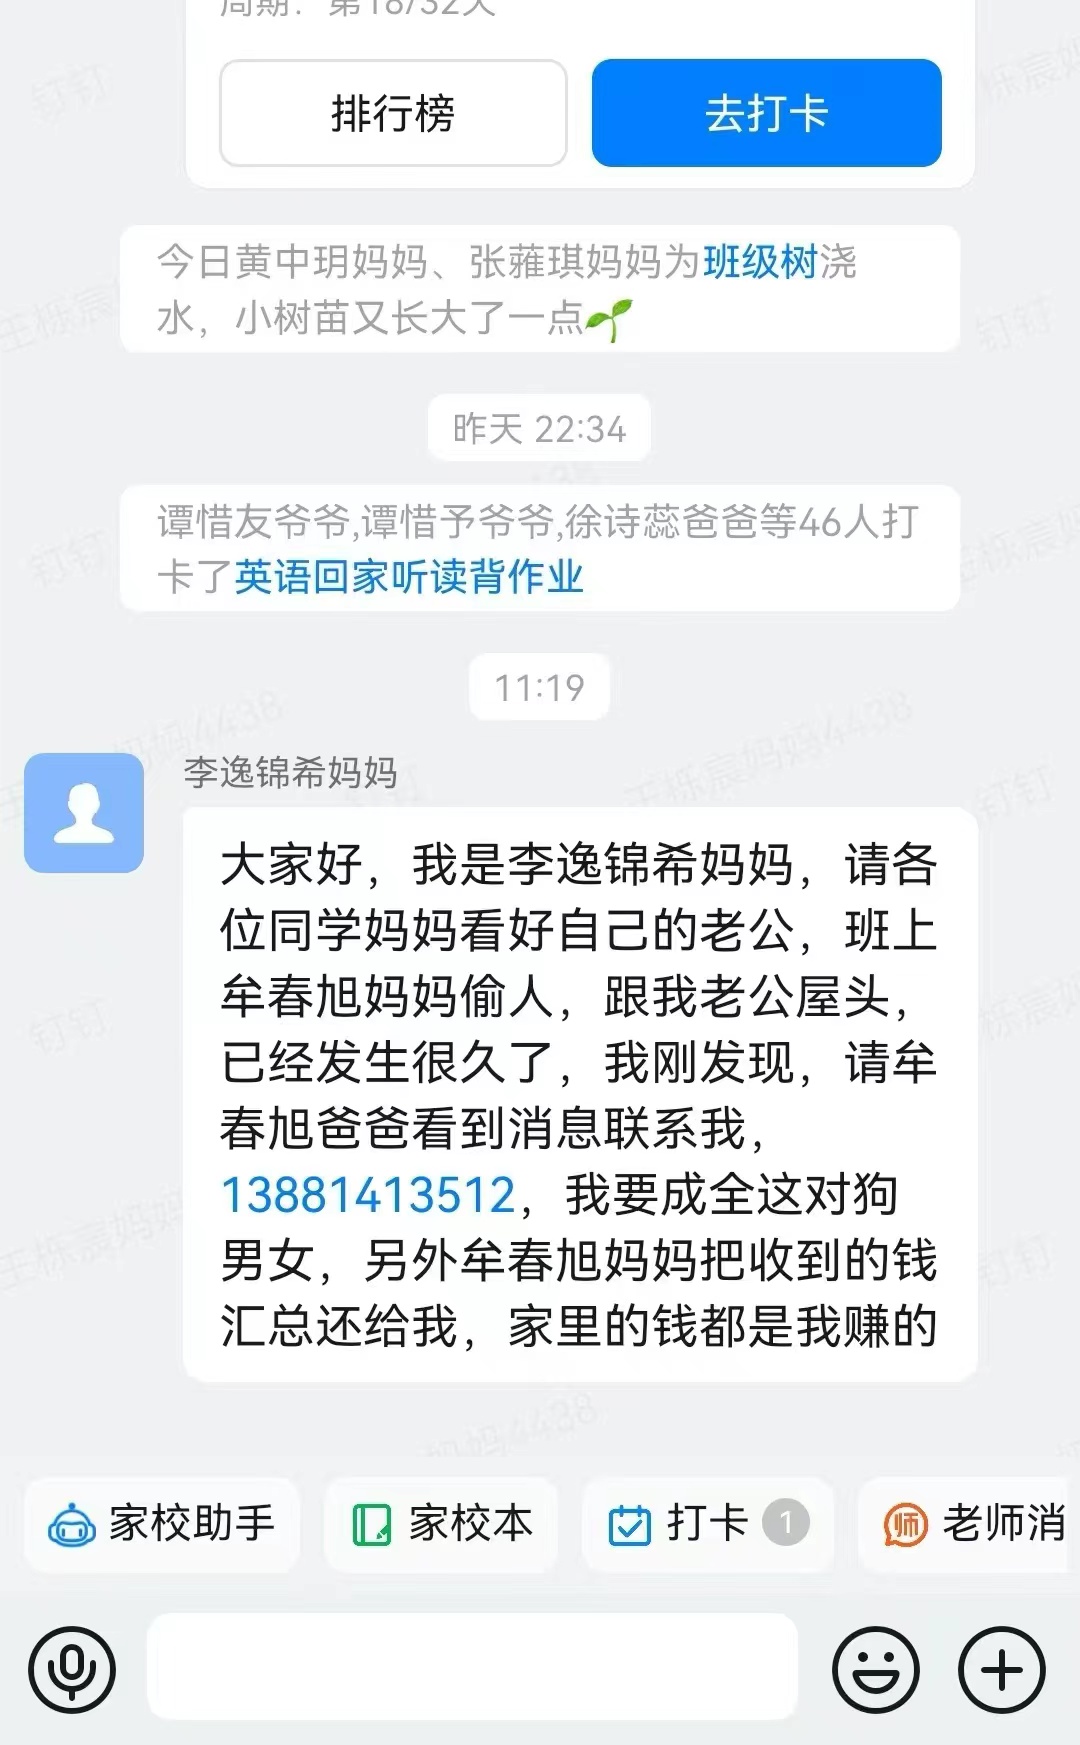 周期：第18/32天
排行榜
去打卡
今日黄中玥妈妈、张蕥琪妈妈为班级树浇
水，小树苗又长大了一点
昨天 22:34
谭惜友爷爷,谭惜予爷爷,徐诗蕊爸爸等46人打
卡了英语回家听读背作业
11:19
李逸锦希妈妈
大家好，我是李逸锦希妈妈，请各
位同学妈妈看好自己的老公，班上
牟春旭妈妈偷人，跟我老公屋头，
已经发生很久了，我刚发现，请牟
春旭爸爸看到消息联系我，
13881413512，我要成全这对狗
男女，另外牟春旭妈妈把收到的钱
汇总还给我，家里的钱都是我赚的
家校助手
家校本
打卡 1
师 老师消